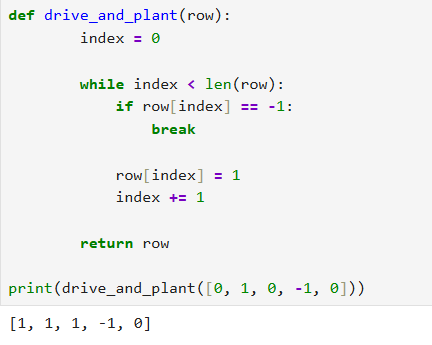 def drive_and_plant(row):
        index = 0

        while index < len(row):
            if row[index] == -1:
                break

            row[index] = 1
            index += 1

        return row

print(drive_and_plant([0, 1, 0, -1, 0]))
[1, 1, 1, -1, 0]